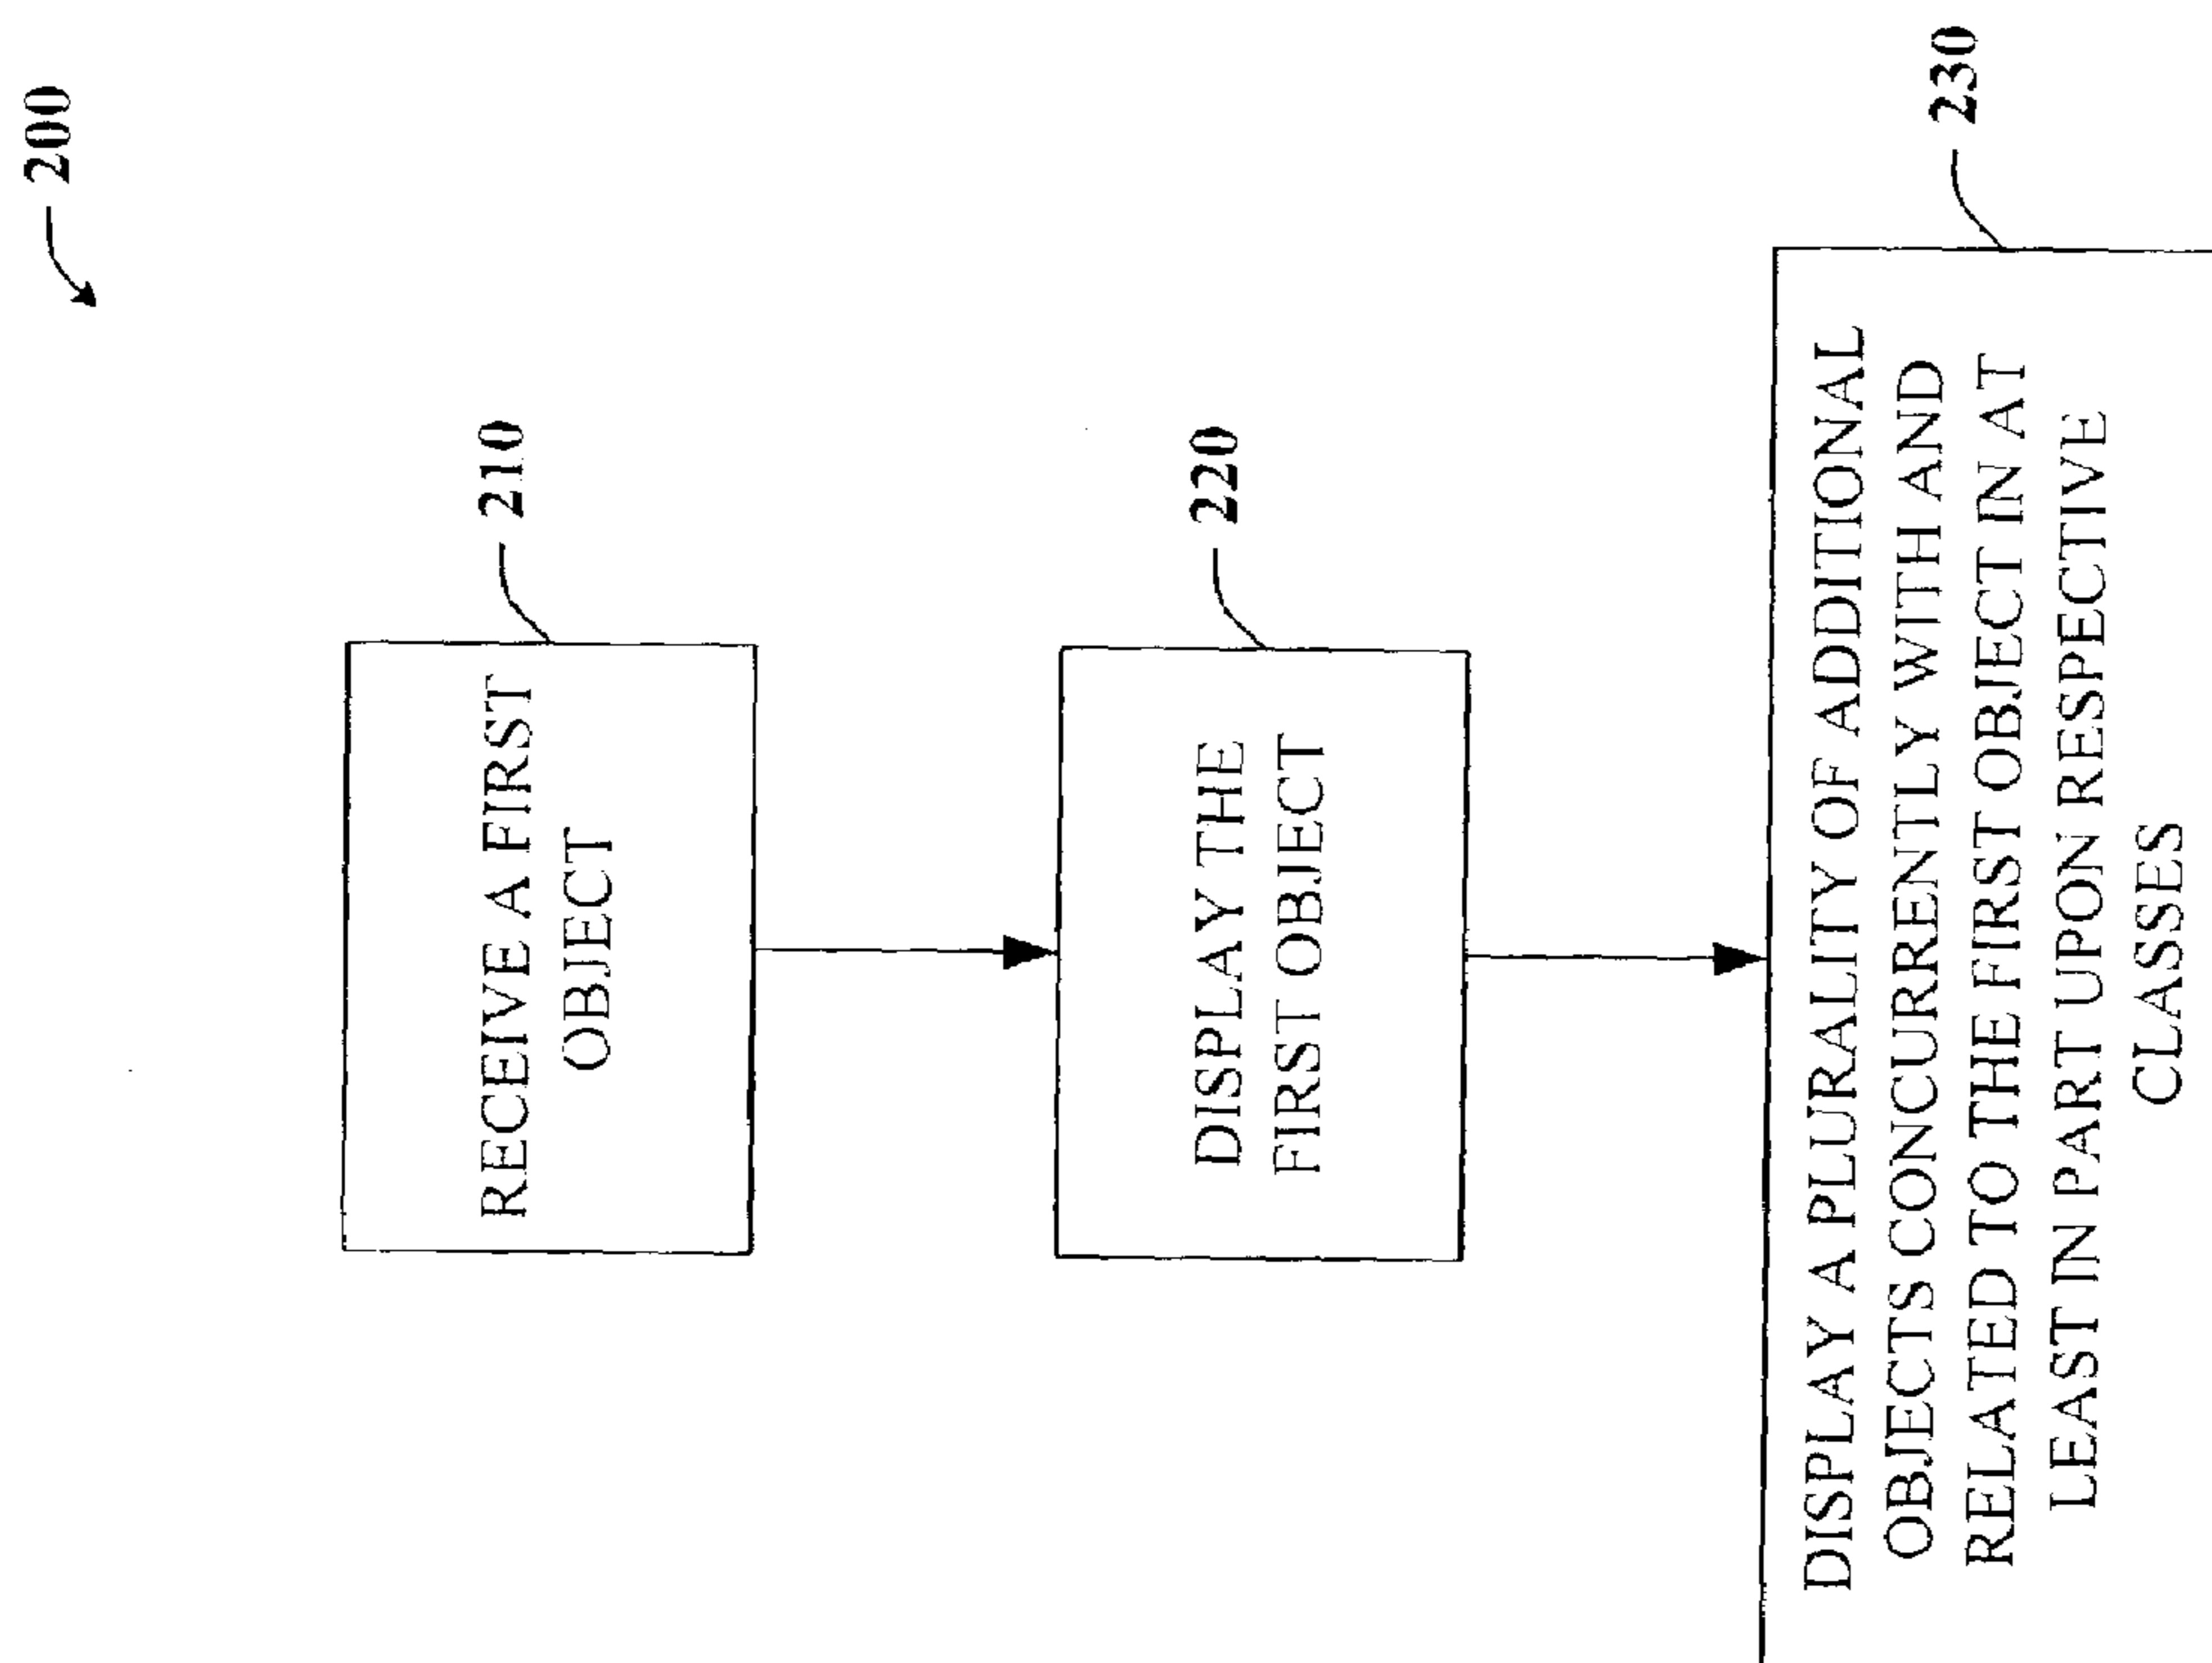 200
RECEIVE A FIRST
OBJECT
210
DISPLAY THE
FIRST OBJECT
220
DISPLAY A PLURALITY OF ADDITIONAL
OBJECTS CONCURRENTLY WITH AND
RELATED TO THE FIRST OBJECT IN AT
LEAST IN PART UPON RESPECTIVE
CLASSES
230